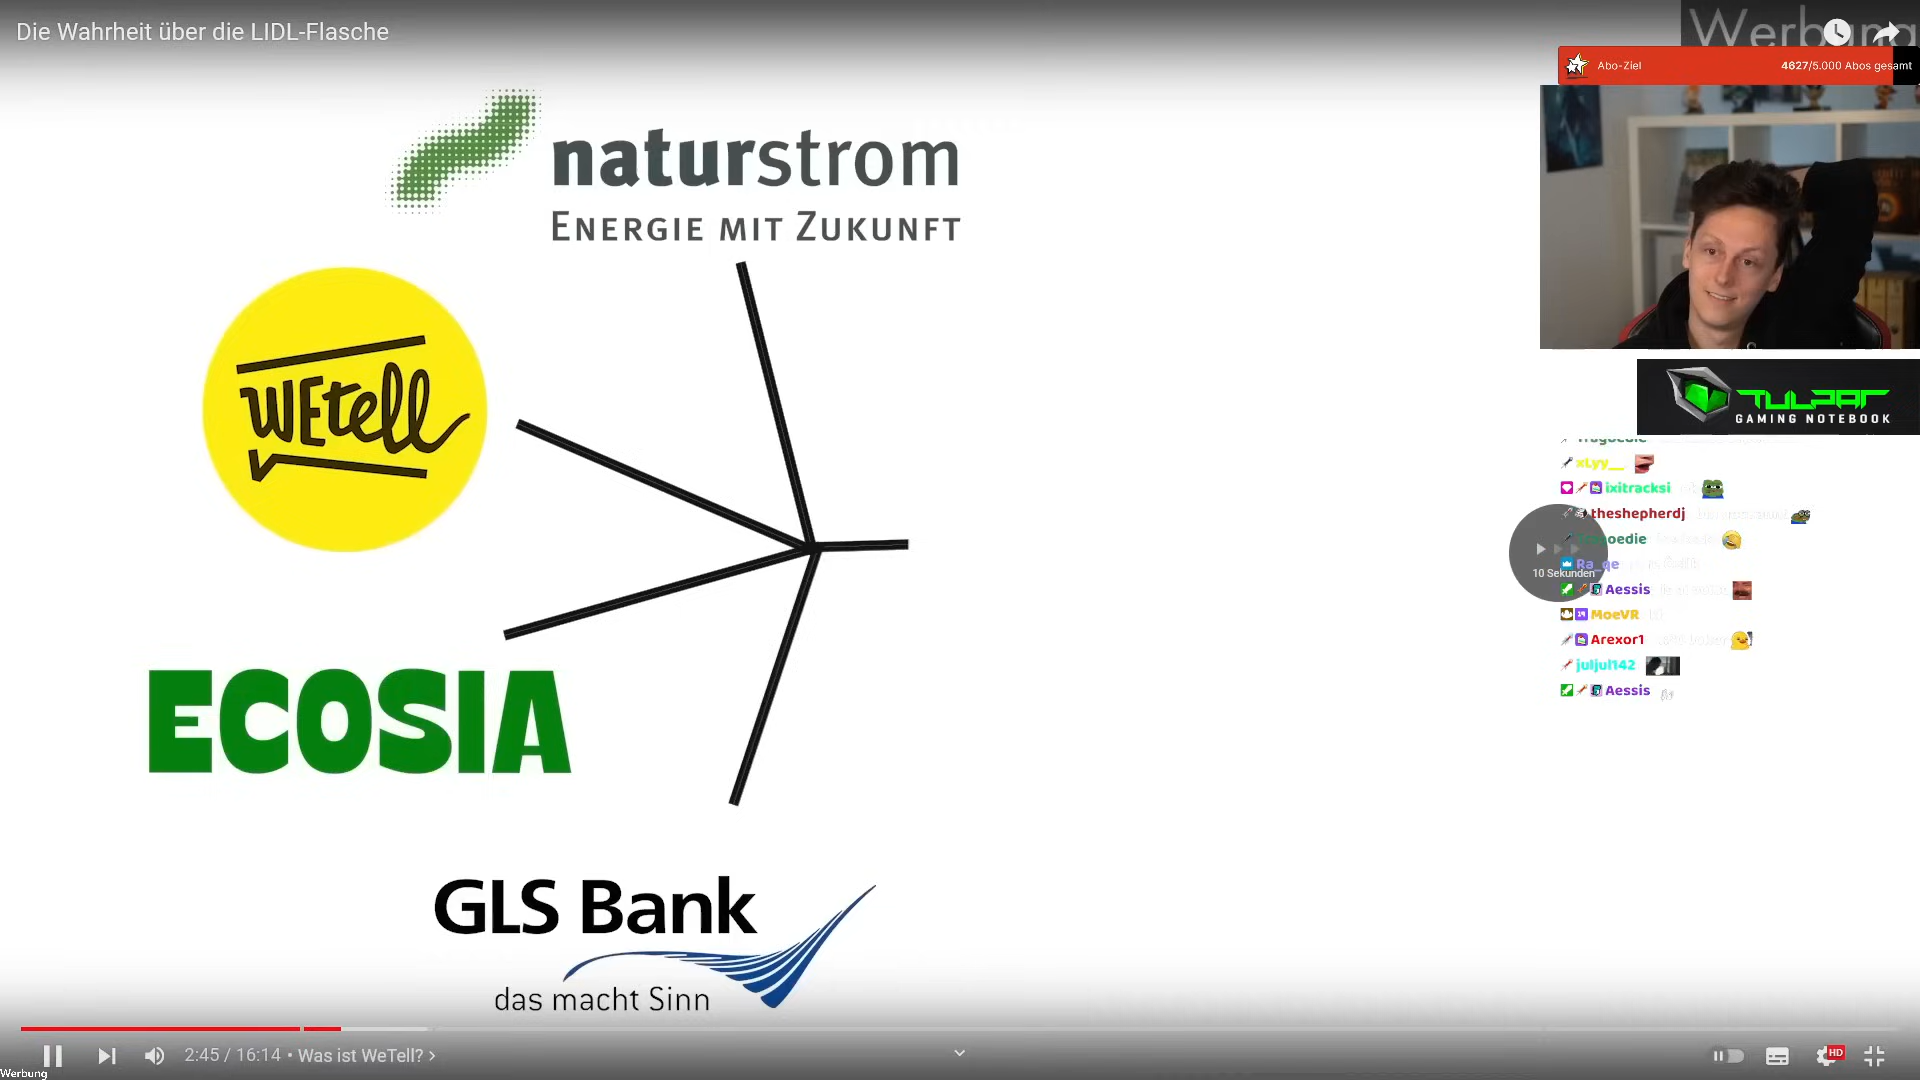 Die Wahrheit über die LIDL-Flasche
Werbung
Abo-Ziel
4627/5.000 Abos gesamt
naturstrom
ENERGIE MIT ZUKUNFT
WEtell
TULPAR
GAMING NOTEBOOK
xLyy__
ixitracksi
theshepherdj
10 Sekunden
Aessis
MoeVR
Arexor1
juljul142
Aessis
ECOSIA
GLS Bank
das macht Sinn
2:45 / 16:14 • Was ist WeTell? >
HD
Werbung